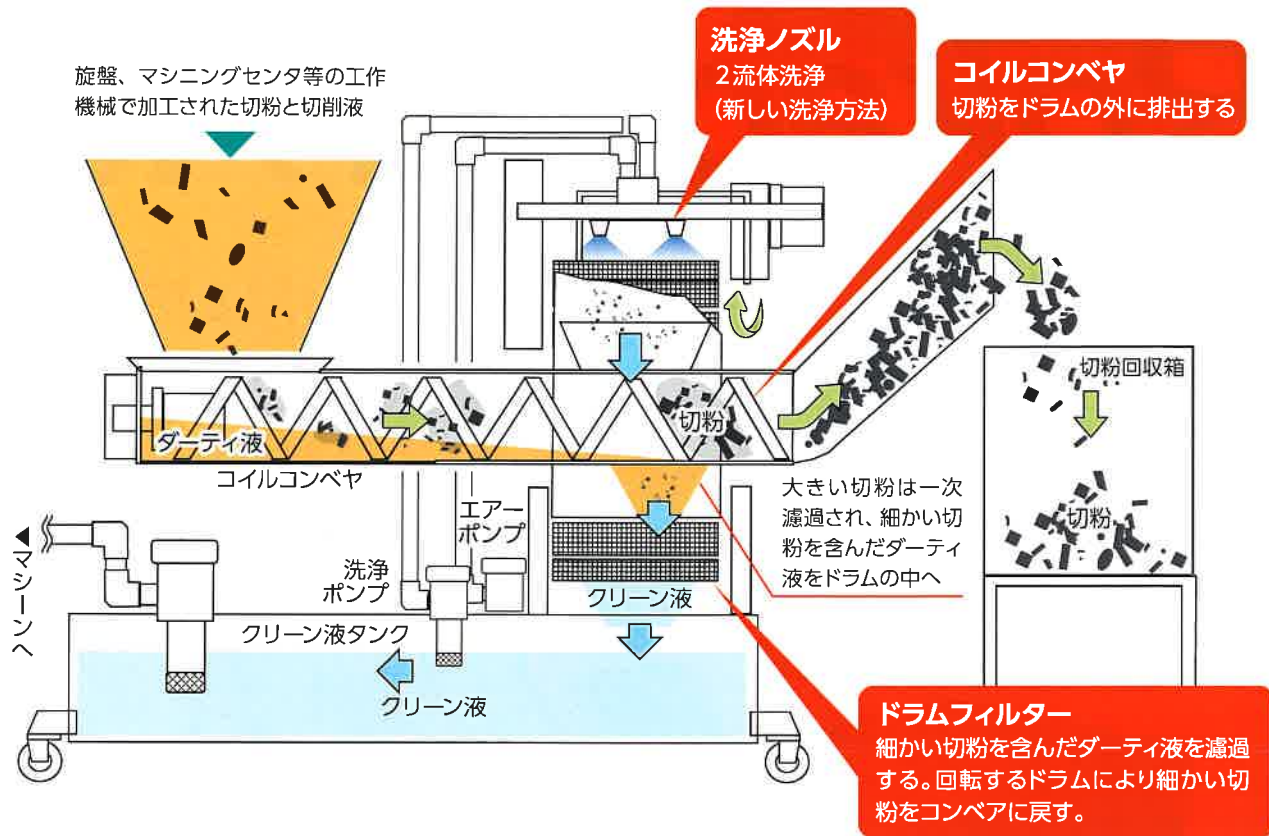 旋盤、マシニングセンタ等の工作
機械で加工された切粉と切削液
洗浄ノズル
2流体洗浄
(新しい洗浄方法)
コイルコンベヤ
切粉をドラムの外に排出する
切粉回収箱
切粉
ダーティ液
切粉
コイルコンベヤ
大きい切粉は一次
濾過され、細かい切
粉を含んだダーティ
液をドラムの中へ
エアー
ポンプ
洗浄
ポンプ
クリーン液
◀マシーンへ
クリーン液タンク
クリーン液
ドラムフィルター
細かい切粉を含んだダーティ液を濾過
する。回転するドラムにより細かい切
粉をコンベアに戻す。